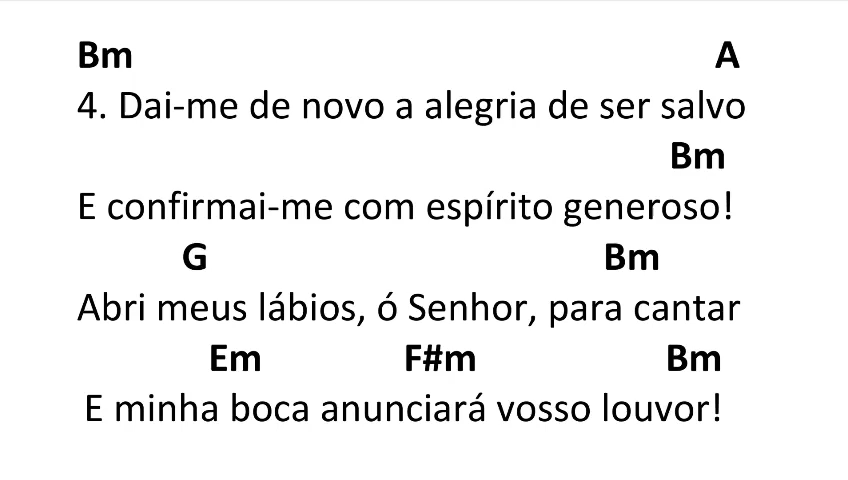 Bm A
4. Dai-me de novo a alegria de ser salvo
Bm
E confirmai-me com espírito generoso!
G Bm
Abri meus lábios, ó Senhor, para cantar
Em F#m Bm
E minha boca anunciará vosso louvor!